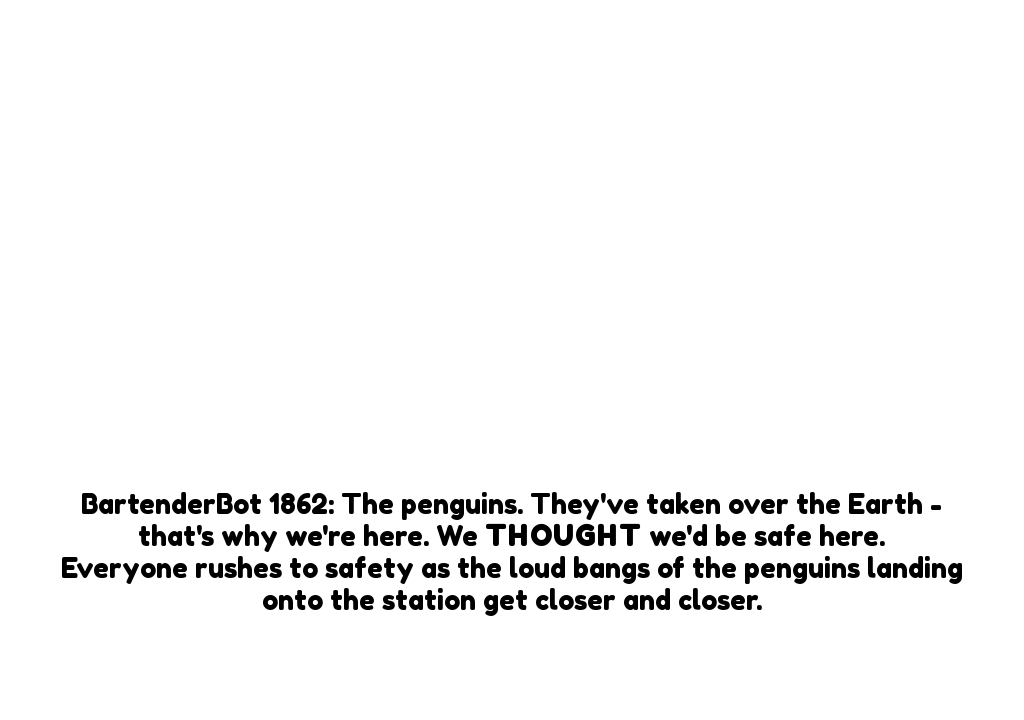 BartenderBot 1862: The penguins. They've taken over the Earth -
that's why we're here. We THOUGHT we'd be safe here.
Everyone rushes to safety as the loud bangs of the penguins landing
onto the station get closer and closer.